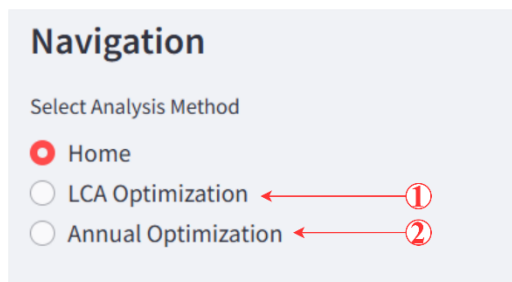 Navigation
Select Analysis Method
Home
LCA Optimization ①
Annual Optimization ②